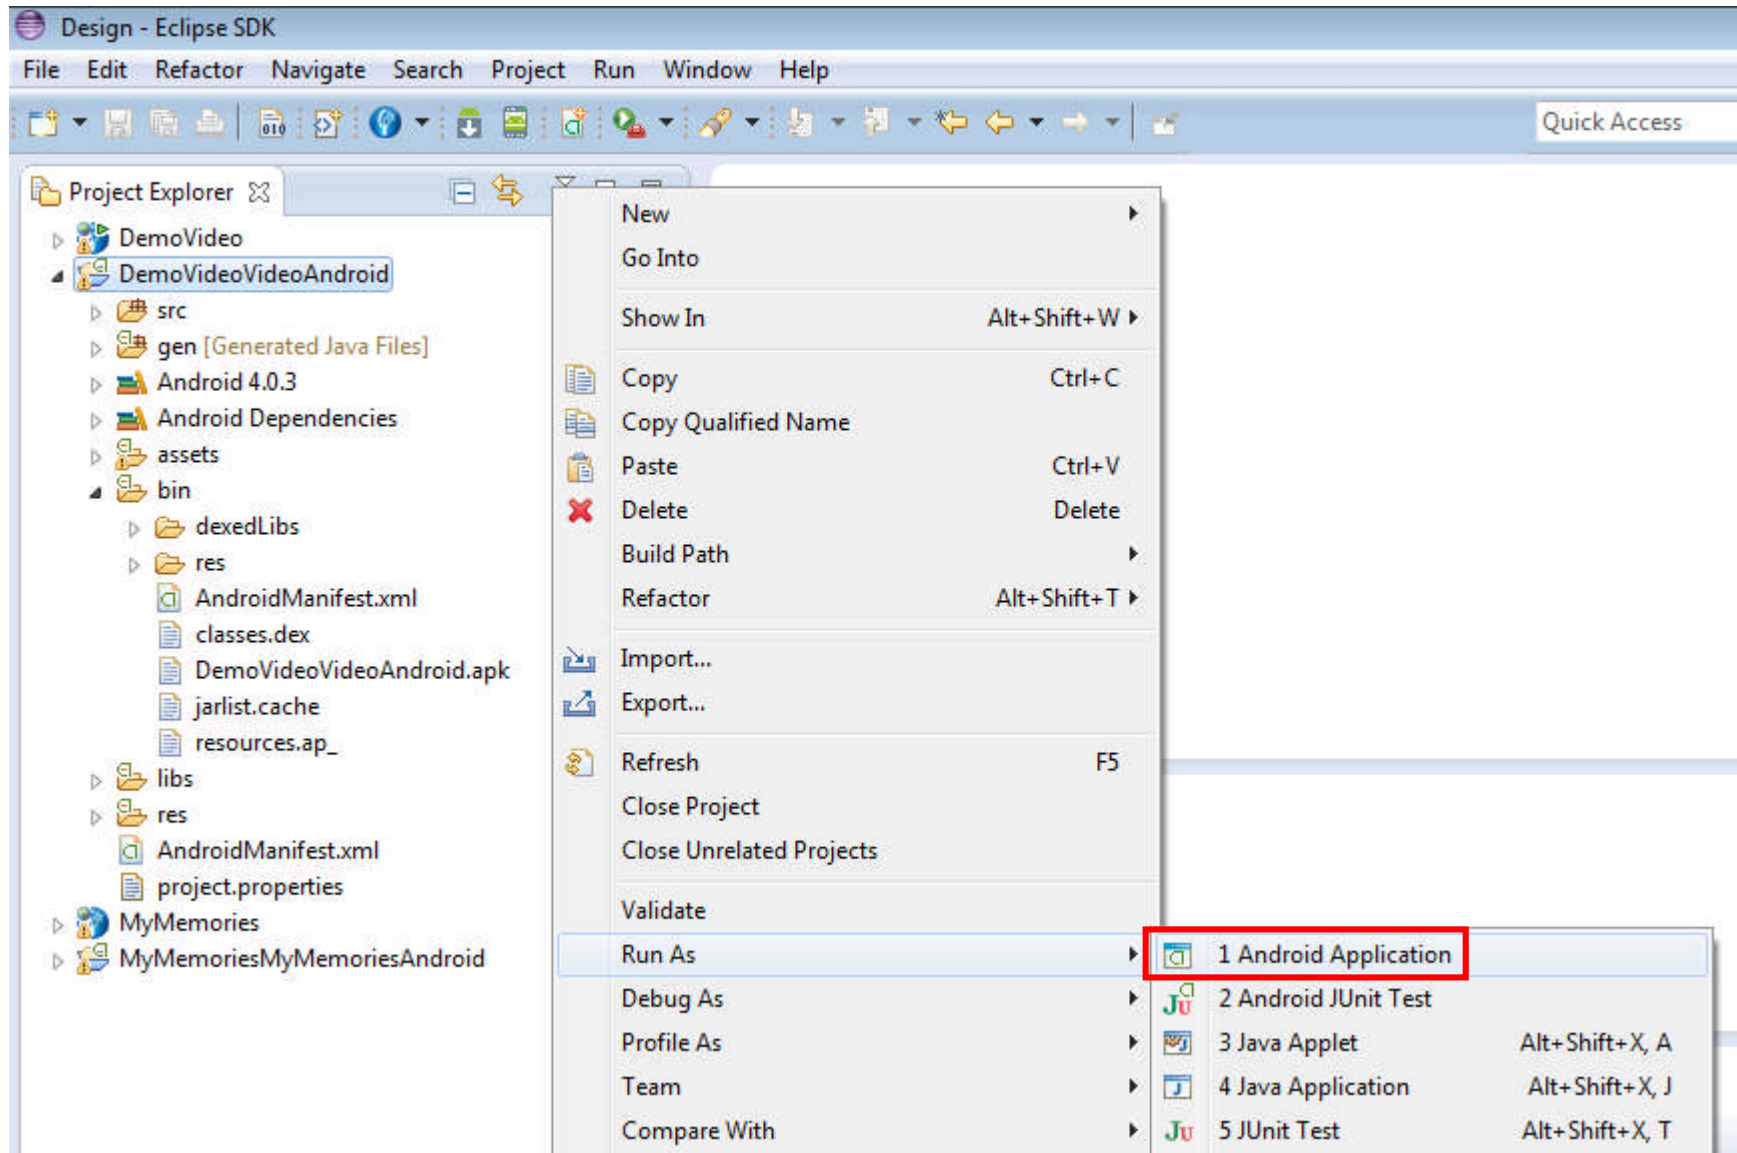 Design - Eclipse SDK
File Edit Refactor Navigate Search Project Run Window Help
010
Quick Access
Project Explorer
DemoVideo
DemoVideoVideoAndroid
src
gen [Generated Java Files]
Android 4.0.3
Android Dependencies
assets
bin
dexedLibs
res
AndroidManifest.xml
classes.dex
DemoVideoVideoAndroid.apk
jarlist.cache
resources.ap_
libs
res
AndroidManifest.xml
project.properties
MyMemories
MyMemoriesMyMemoriesAndroid
New
Go Into
Show In Alt+Shift+W
Copy Ctrl+C
Copy Qualified Name
Paste Ctrl+V
Delete Delete
Build Path
Refactor Alt+Shift+T
Import...
Export...
Refresh F5
Close Project
Close Unrelated Projects
Validate
Run As
Debug As
Profile As
Team
Compare With
1 Android Application
2 Android JUnit Test
3 Java Applet Alt+Shift+X, A
4 Java Application Alt+Shift+X, J
5 JUnit Test Alt+Shift+X, T